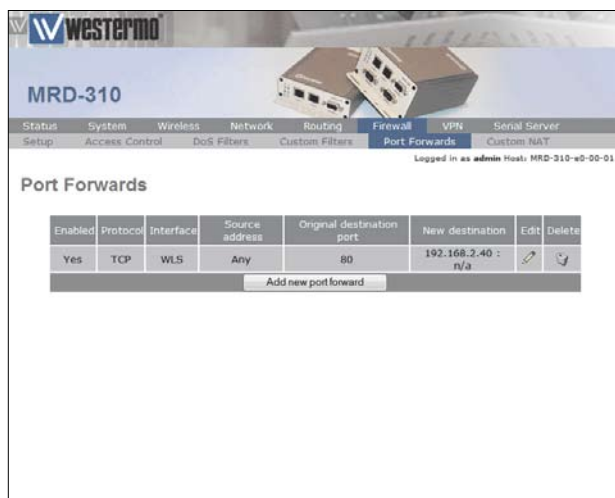 westermo
MRD-310
Status System Wireless Network Routing Firewall VPN Serial Server
Setup Access Control DoS Filters Custom Filters Port Forwards Custom NAT
Logged in as admin Host: MRD-310-e0-00-01
Port Forwards
Enabled Protocol Interface Source address Original destination port New destination Edit Delete
Yes TCP WLS Any 80 192.168.2.40 : n/a
Add new port forward